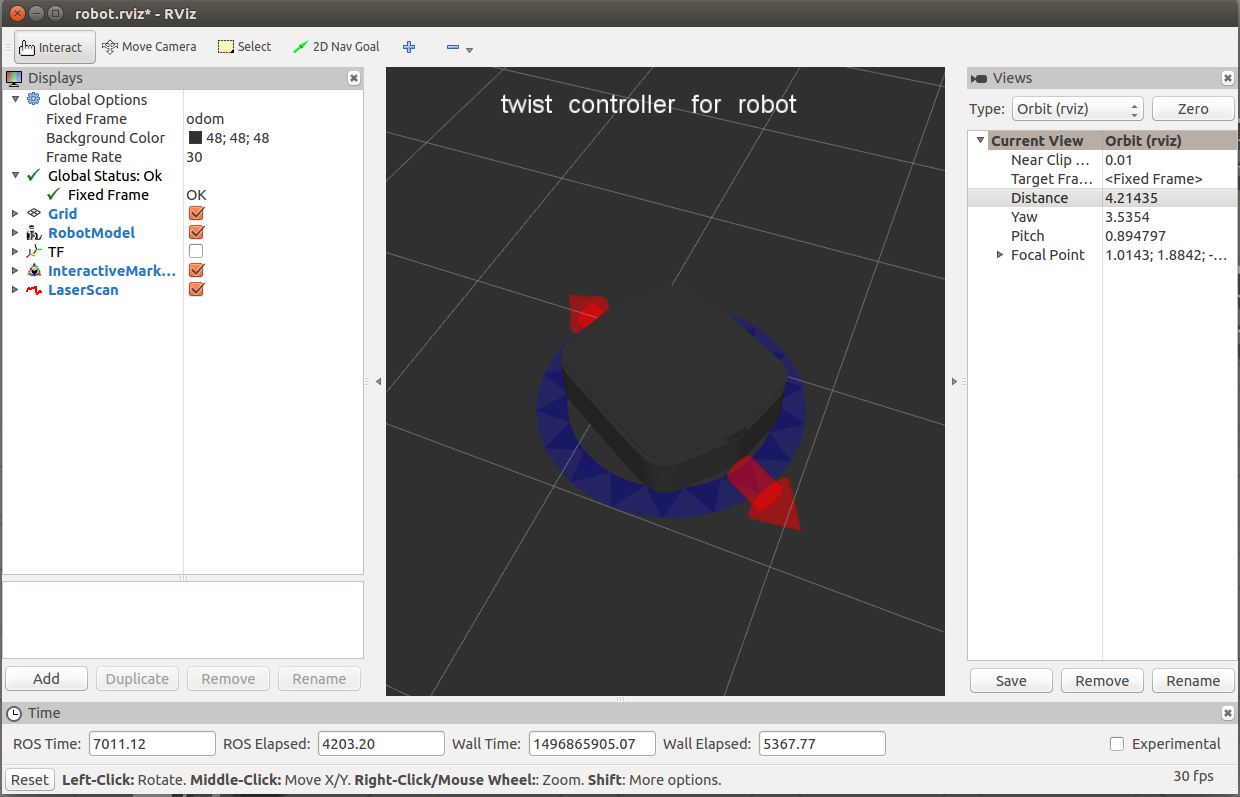 robot.rviz* - RViz
Interact Move Camera Select 2D Nav Goal
Displays
Global Options
Fixed Frame odom
Background Color 48; 48; 48
Frame Rate 30
Global Status: Ok
Fixed Frame OK
Grid
RobotModel
TF
InteractiveMark...
LaserScan
Add Duplicate Remove Rename
twist controller for robot
Views
Type: Orbit (rviz) Zero
Current View Orbit (rviz)
Near Clip ... 0.01
Target Fra... <Fixed Frame>
Distance 4.21435
Yaw 3.5354
Pitch 0.894797
Focal Point 1.0143; 1.8842; -...
Save Remove Rename
Time
ROS Time: 7011.12 ROS Elapsed: 4203.20 Wall Time: 1496865905.07 Wall Elapsed: 5367.77 Experimental
Reset Left-Click: Rotate. Middle-Click: Move X/Y. Right-Click/Mouse Wheel:: Zoom. Shift: More options. 30 fps